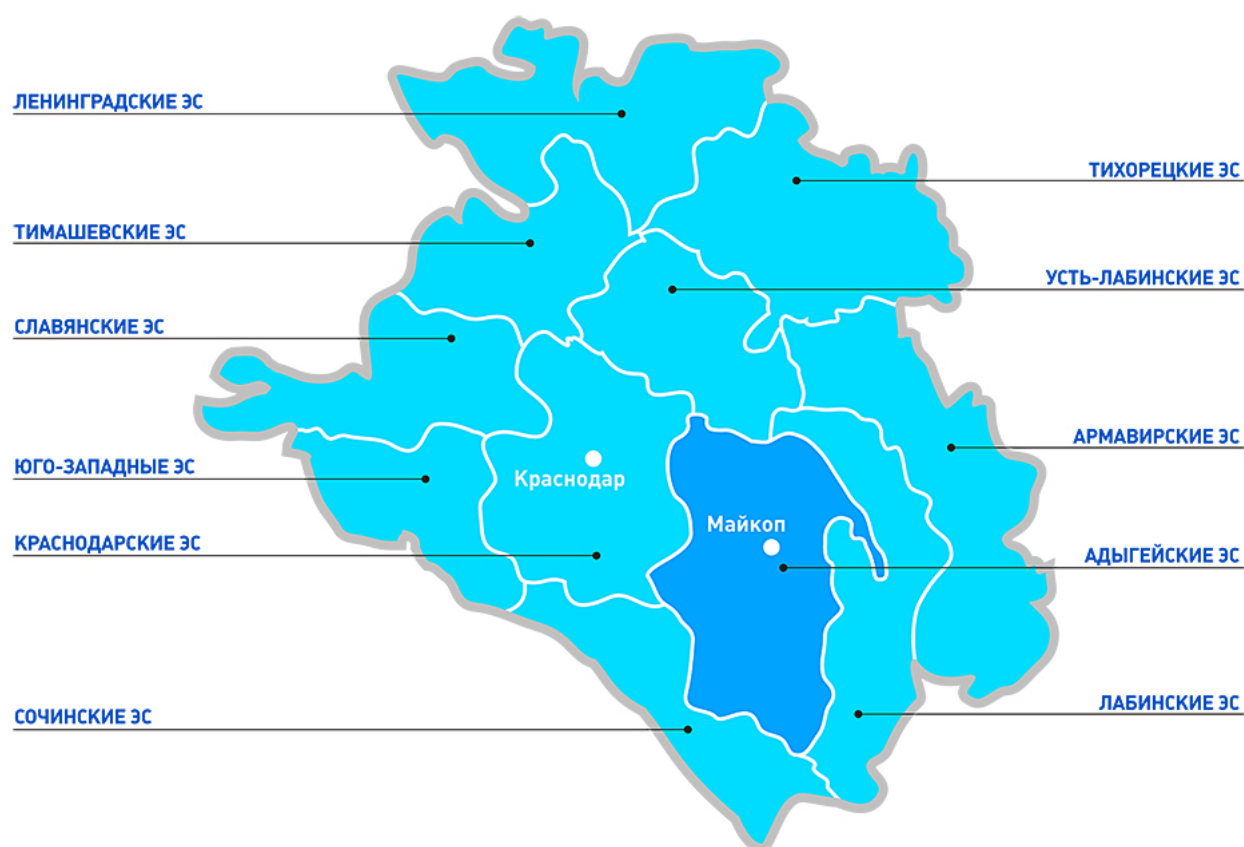 ЛЕНИНГРАДСКИЕ ЭС
ТИХОРЕЦКИЕ ЭС
ТИМАШЕВСКИЕ ЭС
УСТЬ-ЛАБИНСКИЕ ЭС
СЛАВЯНСКИЕ ЭС
АРМАВИРСКИЕ ЭС
ЮГО-ЗАПАДНЫЕ ЭС
Краснодар
Майкоп
КРАСНОДАРСКИЕ ЭС
АДЫГЕЙСКИЕ ЭС
ЛАБИНСКИЕ ЭС
СОЧИНСКИЕ ЭС